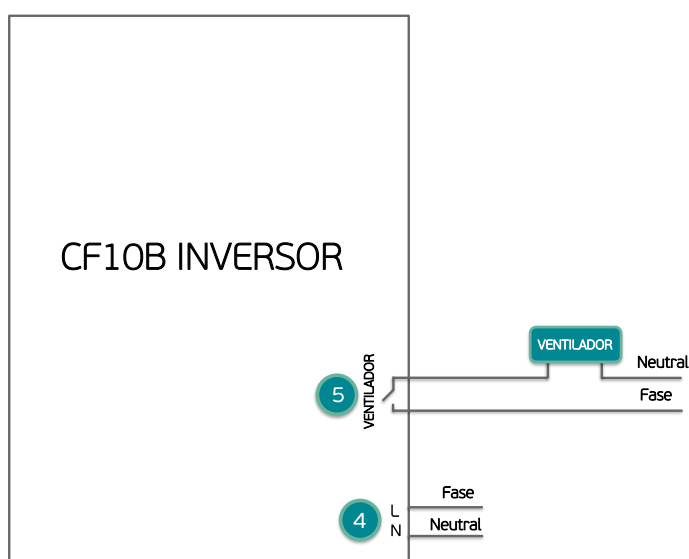 CF10B INVERSOR
VENTILADOR
Neutral
5
VENTILADOR
Fase
4
L
Fase
N
Neutral